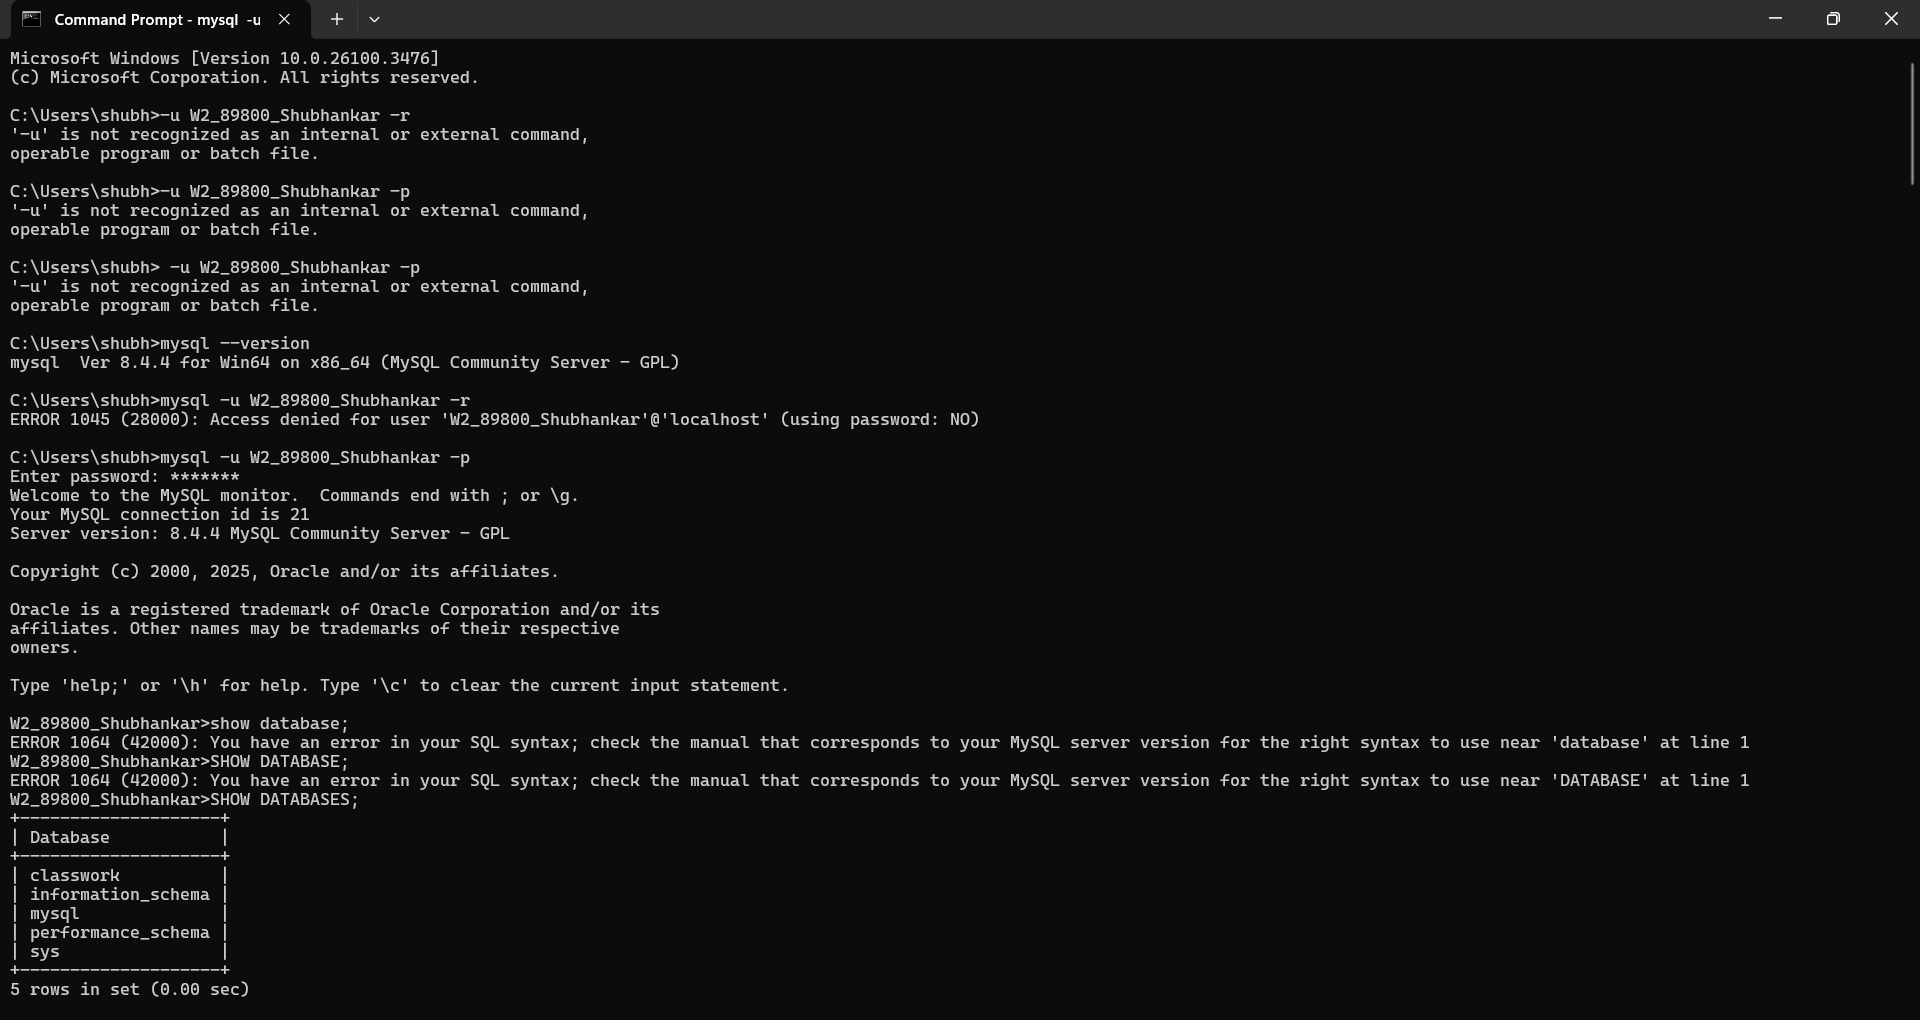 Command Prompt - mysql -u
Microsoft Windows [Version 10.0.26100.3476]
(c) Microsoft Corporation. All rights reserved.
C:\Users\shubh>-u W2_89800_Shubhankar -r
'-u' is not recognized as an internal or external command,
operable program or batch file.
C:\Users\shubh>-u W2_89800_Shubhankar -p
'-u' is not recognized as an internal or external command,
operable program or batch file.
C:\Users\shubh> -u W2_89800_Shubhankar -p
'-u' is not recognized as an internal or external command,
operable program or batch file.
C:\Users\shubh>mysql --version
mysql  Ver 8.4.4 for Win64 on x86_64 (MySQL Community Server - GPL)
C:\Users\shubh>mysql -u W2_89800_Shubhankar -r
ERROR 1045 (28000): Access denied for user 'W2_89800_Shubhankar'@'localhost' (using password: NO)
C:\Users\shubh>mysql -u W2_89800_Shubhankar -p
Enter password: *******
Welcome to the MySQL monitor.  Commands end with ; or \g.
Your MySQL connection id is 21
Server version: 8.4.4 MySQL Community Server - GPL
Copyright (c) 2000, 2025, Oracle and/or its affiliates.
Oracle is a registered trademark of Oracle Corporation and/or its
affiliates. Other names may be trademarks of their respective
owners.
Type 'help;' or '\h' for help. Type '\c' to clear the current input statement.
W2_89800_Shubhankar>show database;
ERROR 1064 (42000): You have an error in your SQL syntax; check the manual that corresponds to your MySQL server version for the right syntax to use near 'database' at line 1
W2_89800_Shubhankar>SHOW DATABASE;
ERROR 1064 (42000): You have an error in your SQL syntax; check the manual that corresponds to your MySQL server version for the right syntax to use near 'DATABASE' at line 1
W2_89800_Shubhankar>SHOW DATABASES;
+--------------------+
| Database           |
+--------------------+
| classwork          |
| information_schema |
| mysql              |
| performance_schema |
| sys                |
+--------------------+
5 rows in set (0.00 sec)